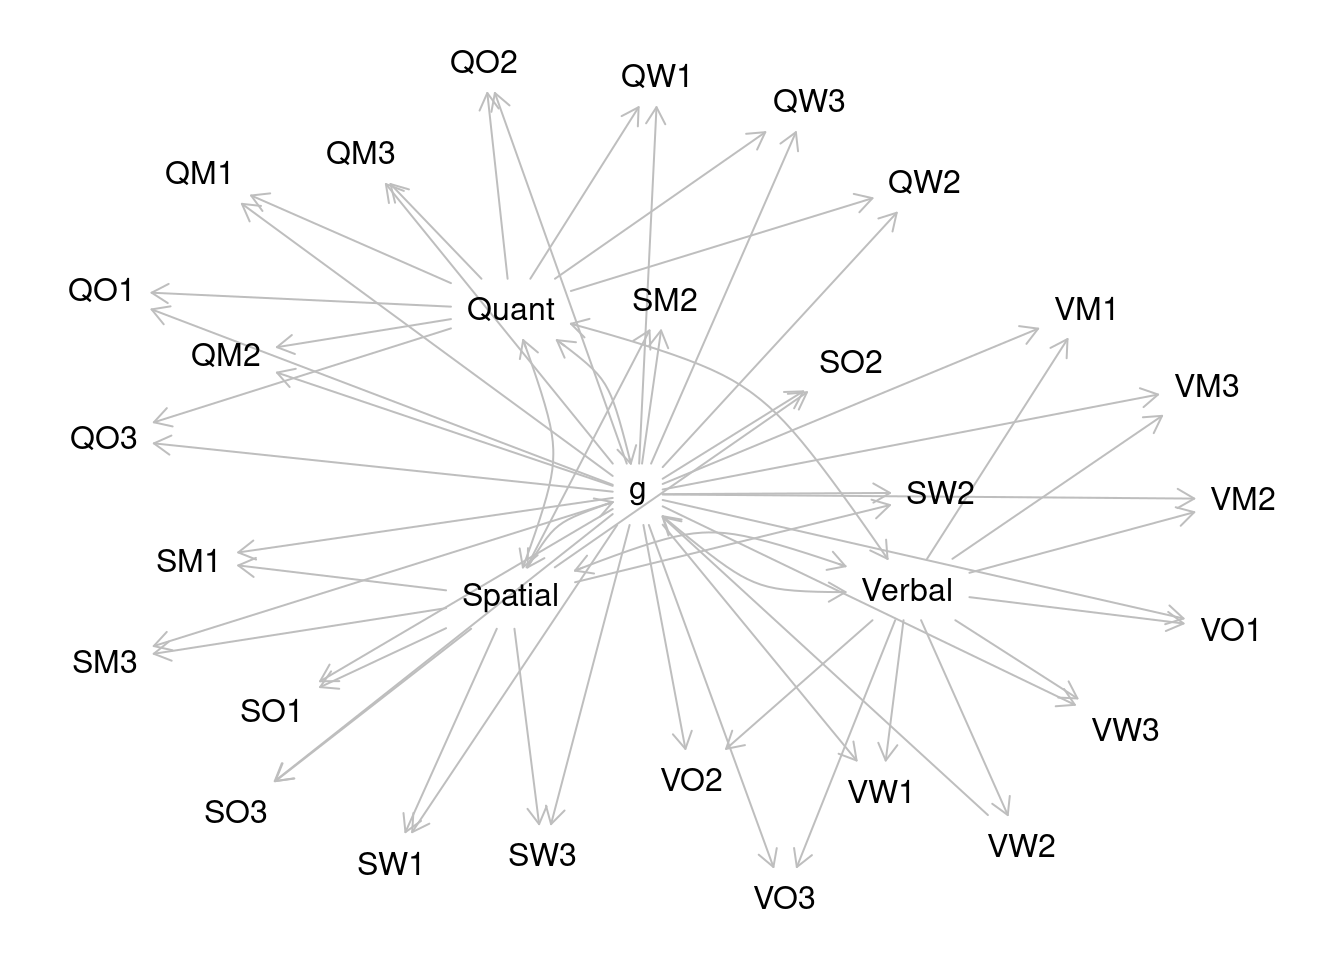 QO2
QW1
QW3
QM3
QM1
QW2
QO1
Quant
SM2
VM1
QM2
SO2
VM3
QO3
g
SW2
VM2
SM1
Spatial
Verbal
VO1
SM3
SO1
VW3
VO2
VW1
SO3
SW1
SW3
VW2
VO3